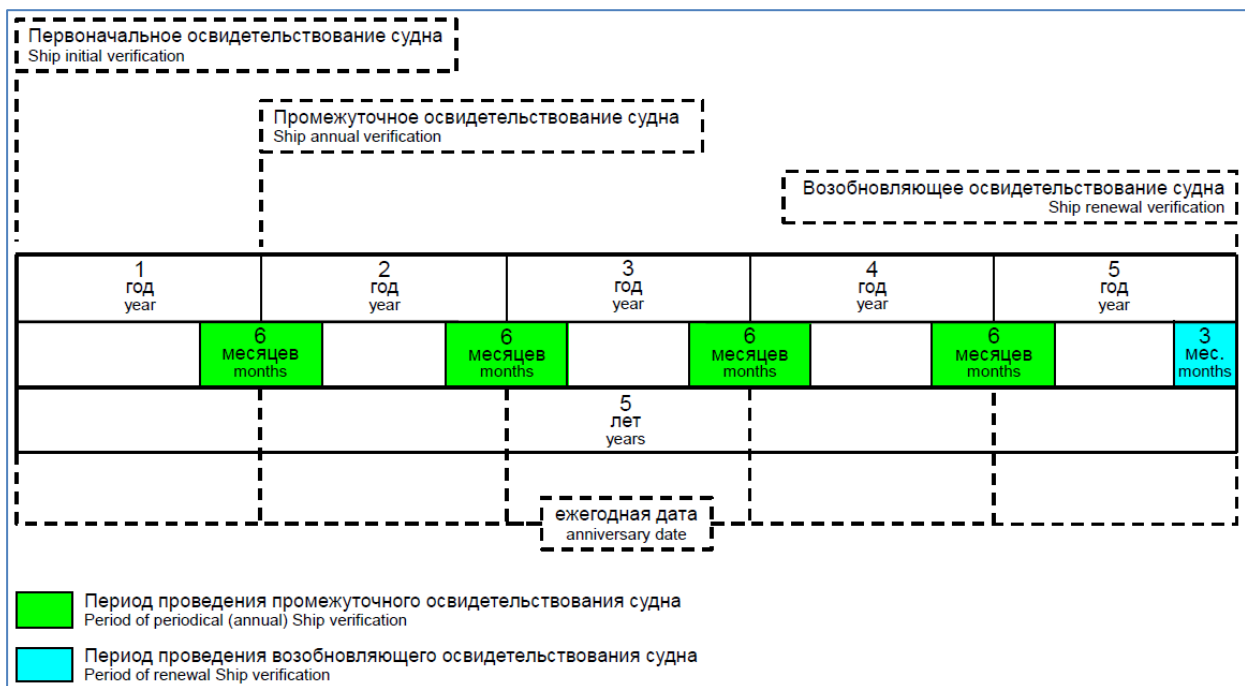 Первоначальное освидетельствование судна
Ship initial verification
Промежуточное освидетельствование судна
Ship annual verification
Возобновляющее освидетельствование судна
Ship renewal verification
1
год
year
2
год
year
3
год
year
4
год
year
5
год
year
6
месяцев
months
6
месяцев
months
6
месяцев
months
6
месяцев
months
3
мес.
months
5
лет
years
ежегодная дата
anniversary date
Период проведения промежуточного освидетельствования судна
Period of periodical (annual) Ship verification
Период проведения возобновляющего освидетельствования судна
Period of renewal Ship verification